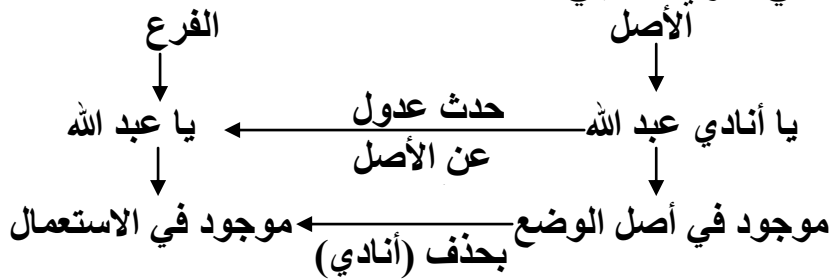 الأصل الفرع
يا أنادي عبد الله حدث عدول يا عبد الله
عن الأصل
موجود في أصل الوضع بحذف (أنادي) موجود في الاستعمال